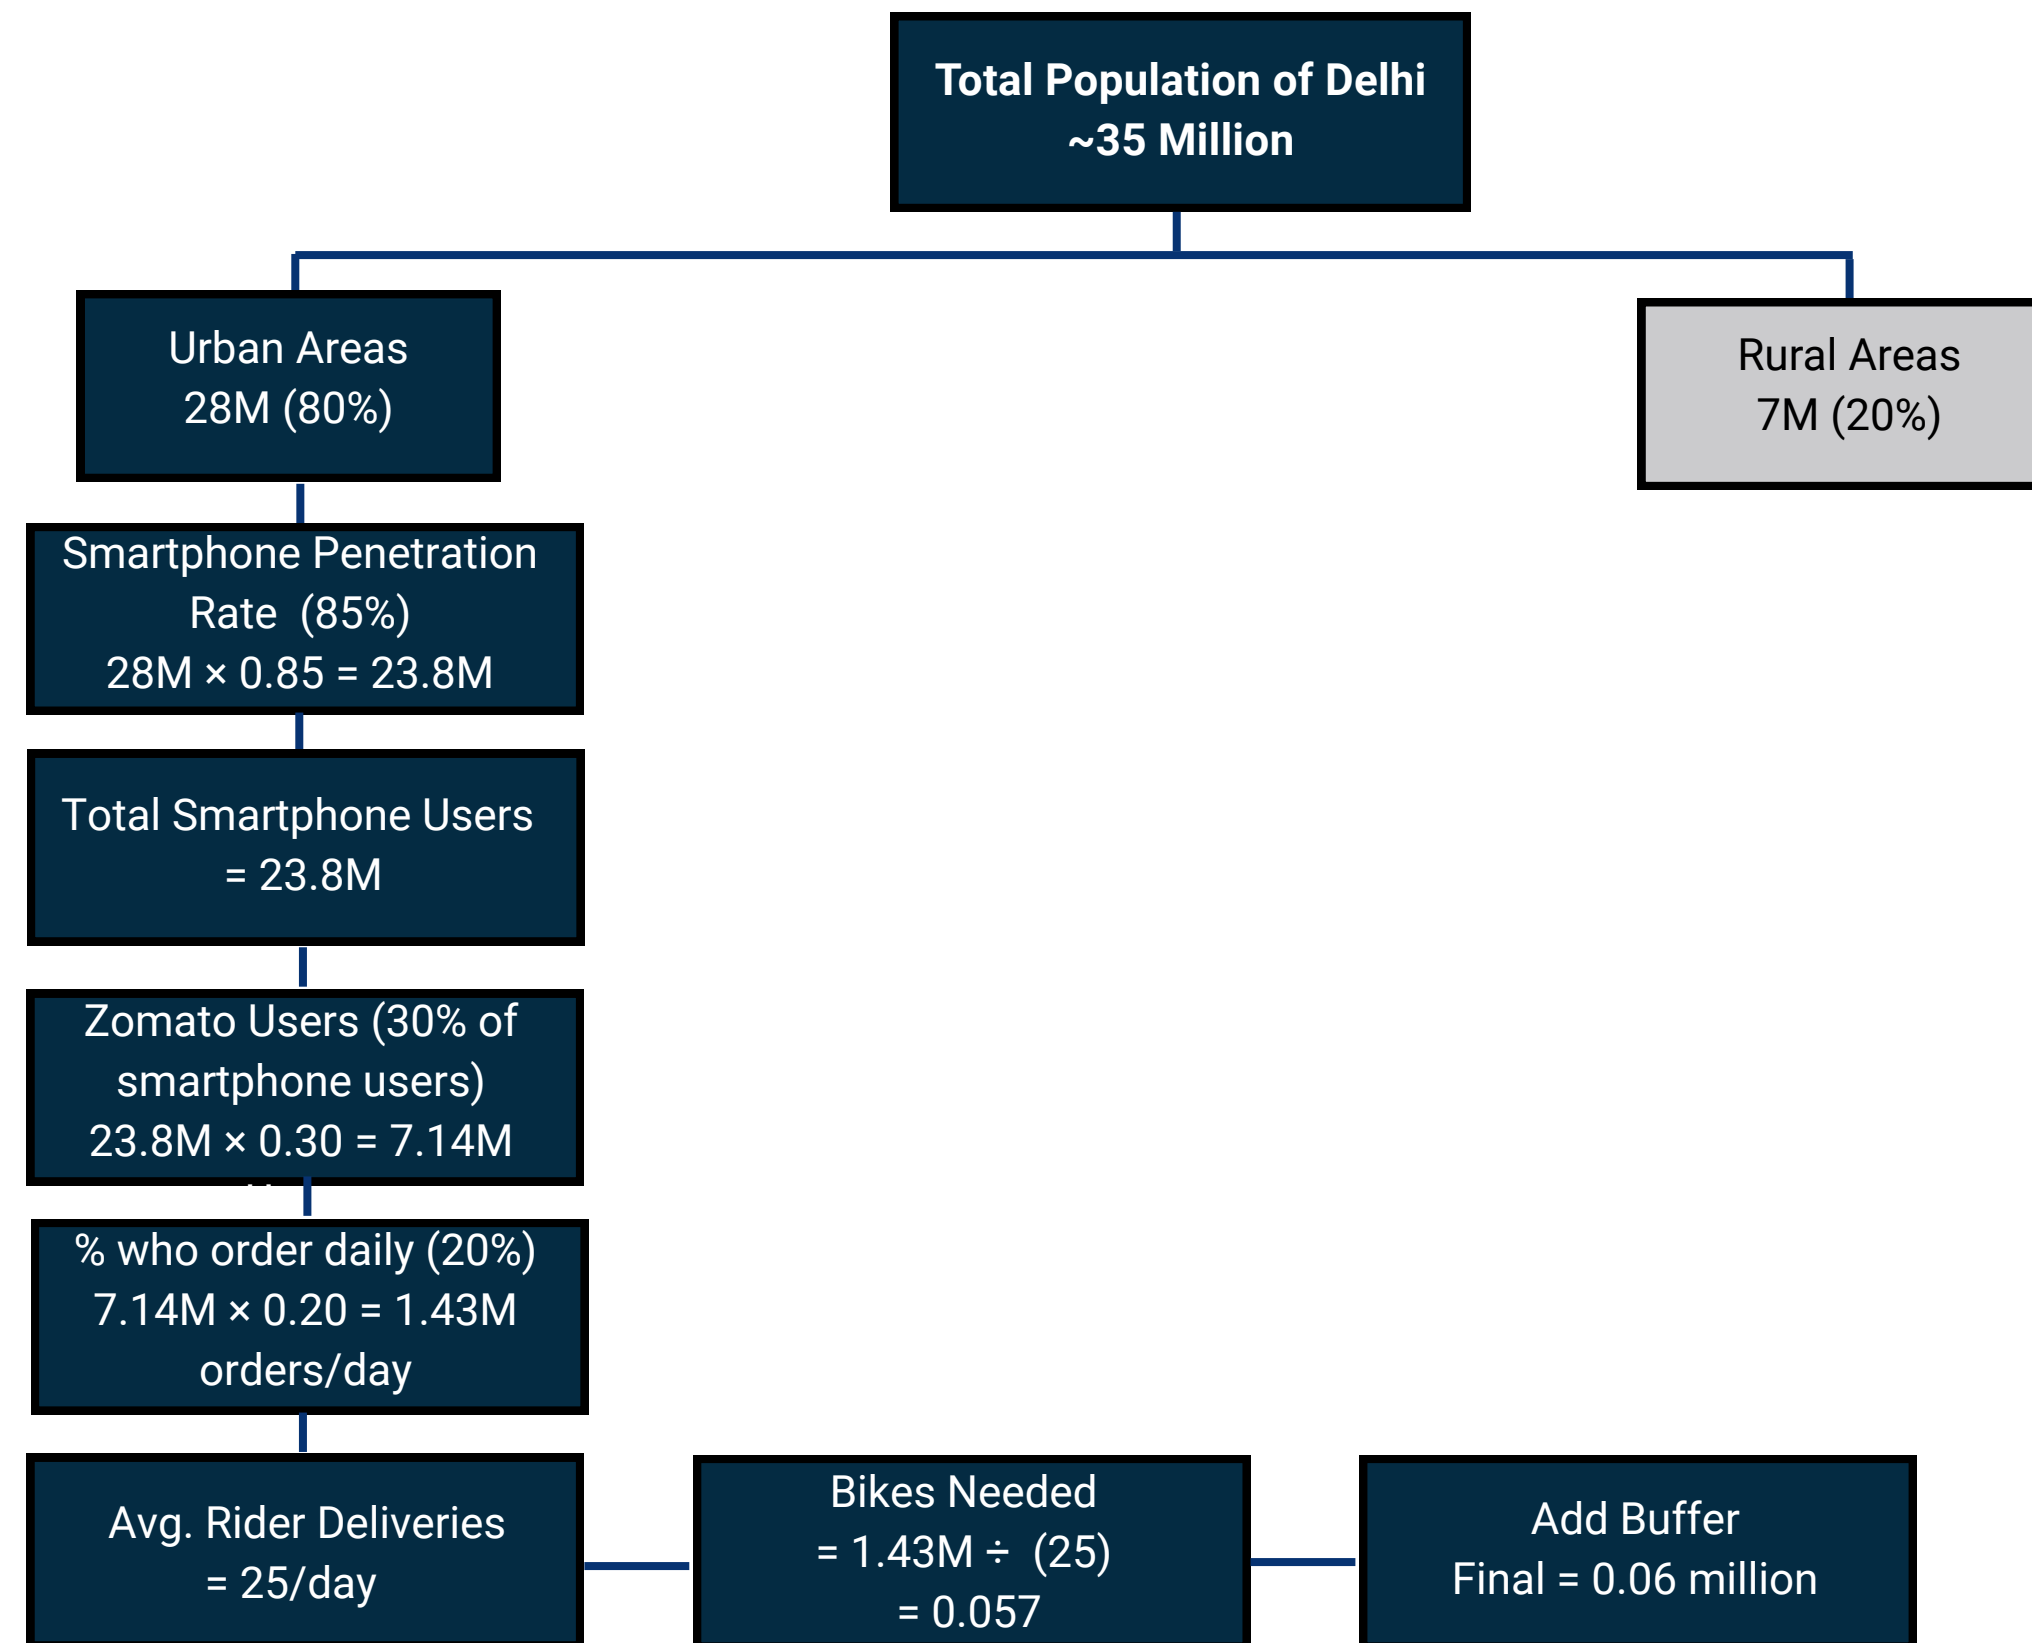 Total Population of Delhi
~35 Million
Urban Areas
28M (80%)
Rural Areas
7M (20%)
Smartphone Penetration
Rate  (85%)
28M × 0.85 = 23.8M
Total Smartphone Users
= 23.8M
Zomato Users (30% of
smartphone users)
23.8M × 0.30 = 7.14M
% who order daily (20%)
7.14M × 0.20 = 1.43M
orders/day
Avg. Rider Deliveries
= 25/day
Bikes Needed
= 1.43M ÷  (25)
= 0.057
Add Buffer
Final = 0.06 million